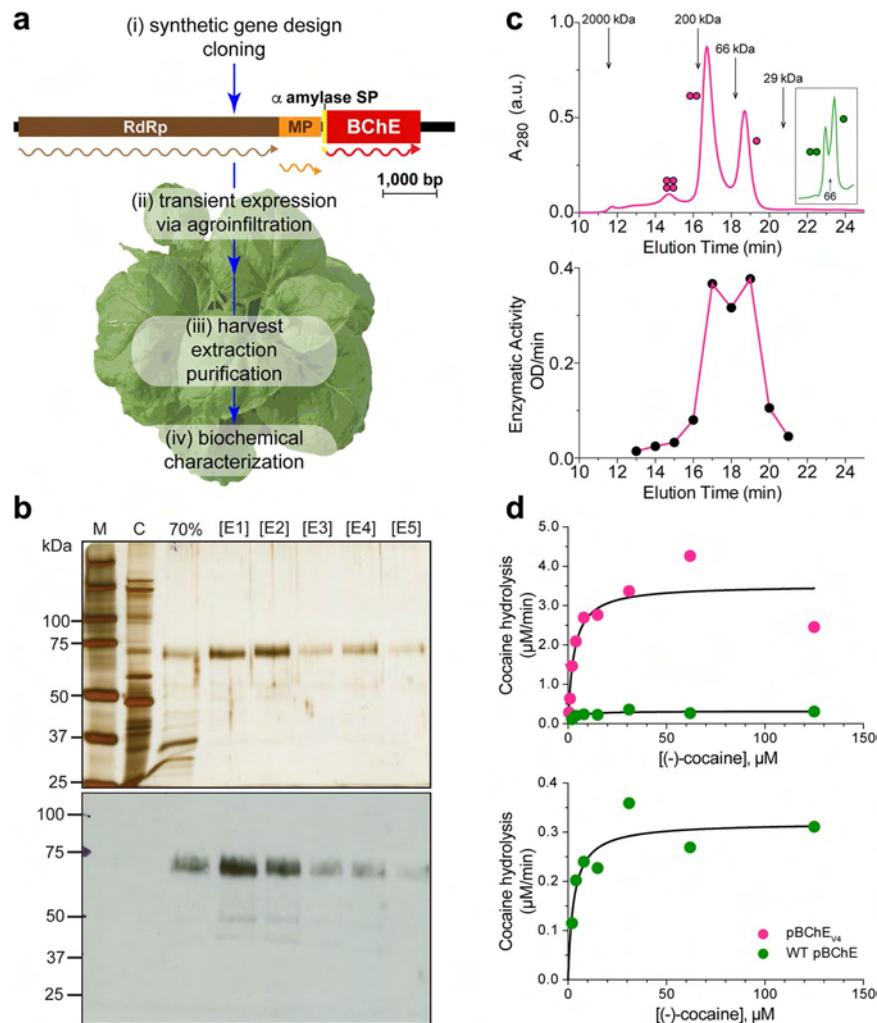 a
(i) synthetic gene design
cloning
α amylase SP
RdRp
MP
BChE
1,000 bp
(ii) transient expression
via agroinfiltration
(iii) harvest
extraction
purification
(iv) biochemical
characterization
b
M C 70% [E1] [E2] [E3] [E4] [E5]
kDa
100
75
50
37
25
100
75
50
37
25
c
A280 (a.u.)
1.0
0.5
0.0
2000 kDa
200 kDa
66 kDa
29 kDa
66
10 12 14 16 18 20 22 24
Elution Time (min)
Enzymatic Activity
OD/min
0.4
0.2
0
10 12 14 16 18 20 22 24
Elution Time (min)
d
Cocaine hydrolysis
(µM/min)
5.0
4.0
3.0
2.0
1.0
0.0
0 50 100 150
[(-)-cocaine], µM
Cocaine hydrolysis
(µM/min)
0.4
0.3
0.2
0.1
0.0
0 50 100 150
[(-)-cocaine], µM
pBChEV4
WT pBChE